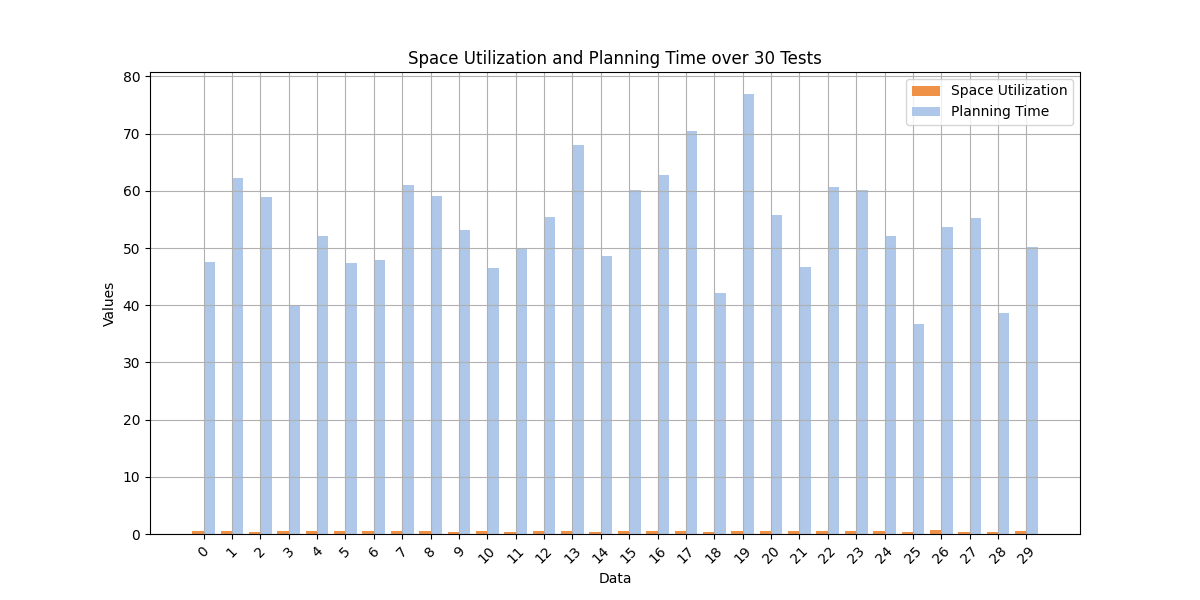 Space Utilization and Planning Time over 30 Tests
Space Utilization
Planning Time
80
70
60
50
40
30
20
10
0
Values
0 1 2 3 4 5 6 7 8 9 10 11 12 13 14 15 16 17 18 19 20 21 22 23 24 25 26 27 28 29
Data